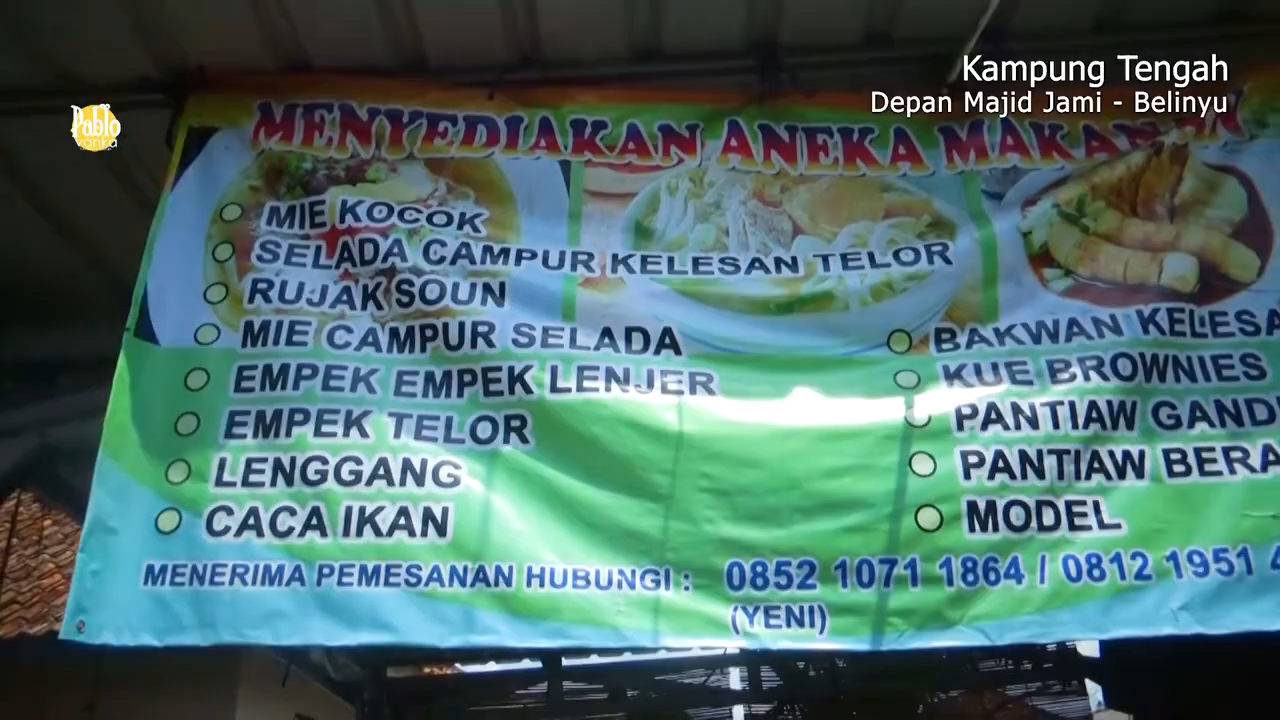 Kampung Tengah
Depan Majid Jami - Belinyu
Pablo
vanka
MENYEDIAKAN ANEKA MAKANAN
MIE KOCOK
SELADA CAMPUR KELESAN TELOR
RUJAK SOUN
MIE CAMPUR SELADA
EMPEK EMPEK LENJER
EMPEK TELOR
LENGGANG
CACA IKAN
BAKWAN KELESA
KUE BROWNIES
PANTIAW GAND
PANTIAW BERA
MODEL
MENERIMA PEMESANAN HUBUNGI : 0852 1071 1864 / 0812 1951
(YENI)